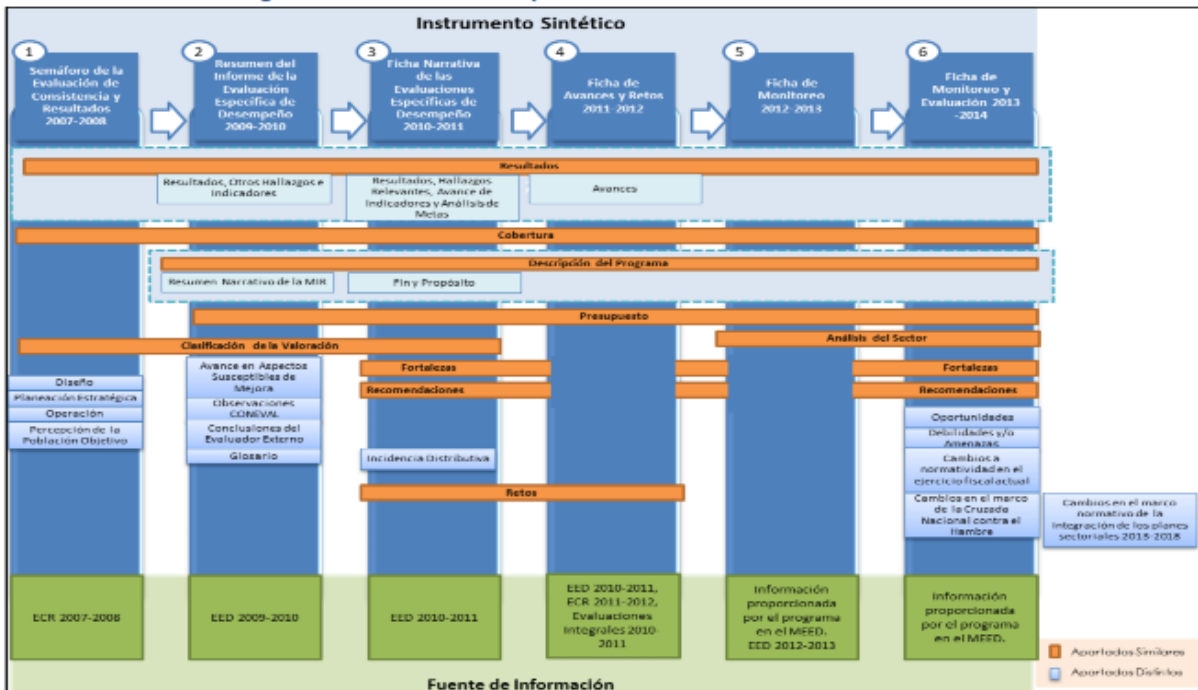 Instrumento Sintético
1
2
3
4
5
6
Semáforo de la
Evaluación de
Consistencia y
Resultados
2007-2008
Resumen del
Informe de la
Evaluación
Específica de
Desempeño
2009-2010
Ficha Narrativa
de las
Evaluaciones
Específicas de
Desempeño
2010-2011
Ficha de
Avances y Retos
2011-2012
Ficha de
Monitoreo
2012-2013
Ficha de
Monitoreo y
Evaluación 2013
-2014
Resultados
Resultados, Otros Hallazgos e
Indicadores
Resultados, Hallazgos
Relevantes, Avance de
Indicadores y Análisis de
Metas
Avances
Cobertura
Descripción del Programa
Resumen Narrativo de la MIR
Fin y Propósito
Presupuesto
Análisis del Sector
Clasificación de la Valoración
Diseño
Planeación Estratégica
Operación
Percepción de la
Población Objetivo
Avance en Aspectos
Susceptibles de
Mejora
Observaciones
CONEVAL
Conclusiones del
Evaluador Externo
Glosario
Fortalezas
Recomendaciones
Incidencia Distributiva
Retos
Fortalezas
Recomendaciones
Oportunidades
Debilidades y/o
Amenazas
Cambios a
normatividad en el
ejercicio fiscal actual
Cambios en el marco
de la Cruzada
Nacional contra el
Hambre
Cambios en el marco
normativo de la
integración de los planes
sectoriales 2013-2018
ECR 2007-2008
EED 2009-2010
EED 2010-2011
EED 2010-2011,
ECR 2011-2012,
Evaluaciones
Integrales 2010-
2011
Información
proporcionada
por el programa
en el MEED.
EED 2012-2013
Información
proporcionada
por el programa
en el MEED.
Fuente de Información
Apartados Similares
Apartados Distintos